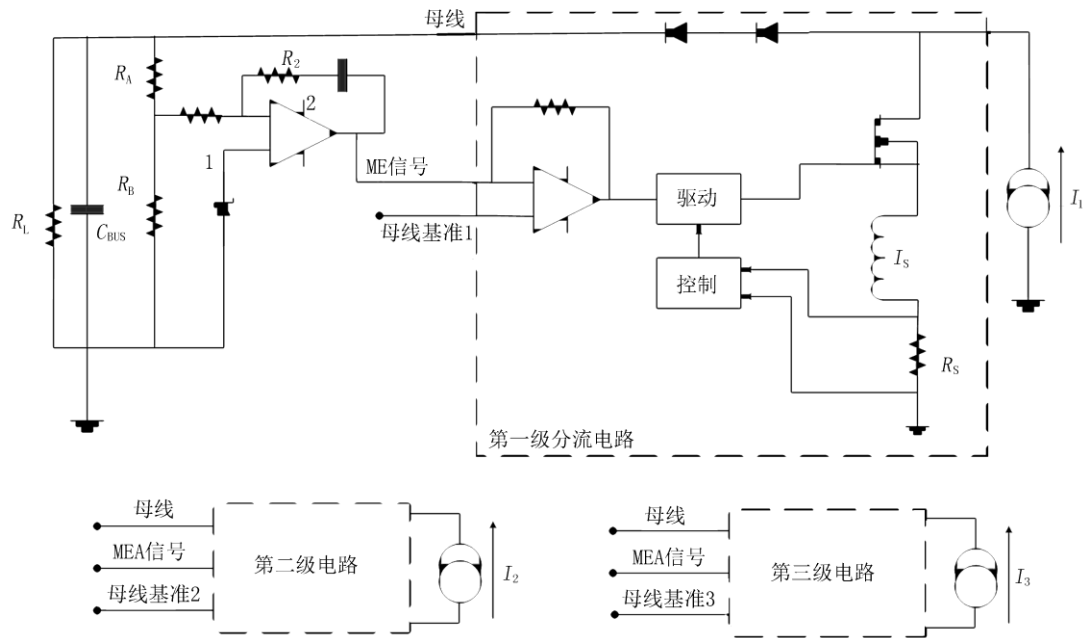 母线
R_A
R_2
2
1
ME信号
R_B
母线基准1
驱动
I_1
R_L
C_BUS
I_S
控制
R_S
第一级分流电路
母线
母线
MEA信号
第二级电路
MEA信号
第三级电路
I_2
I_3
母线基准2
母线基准3